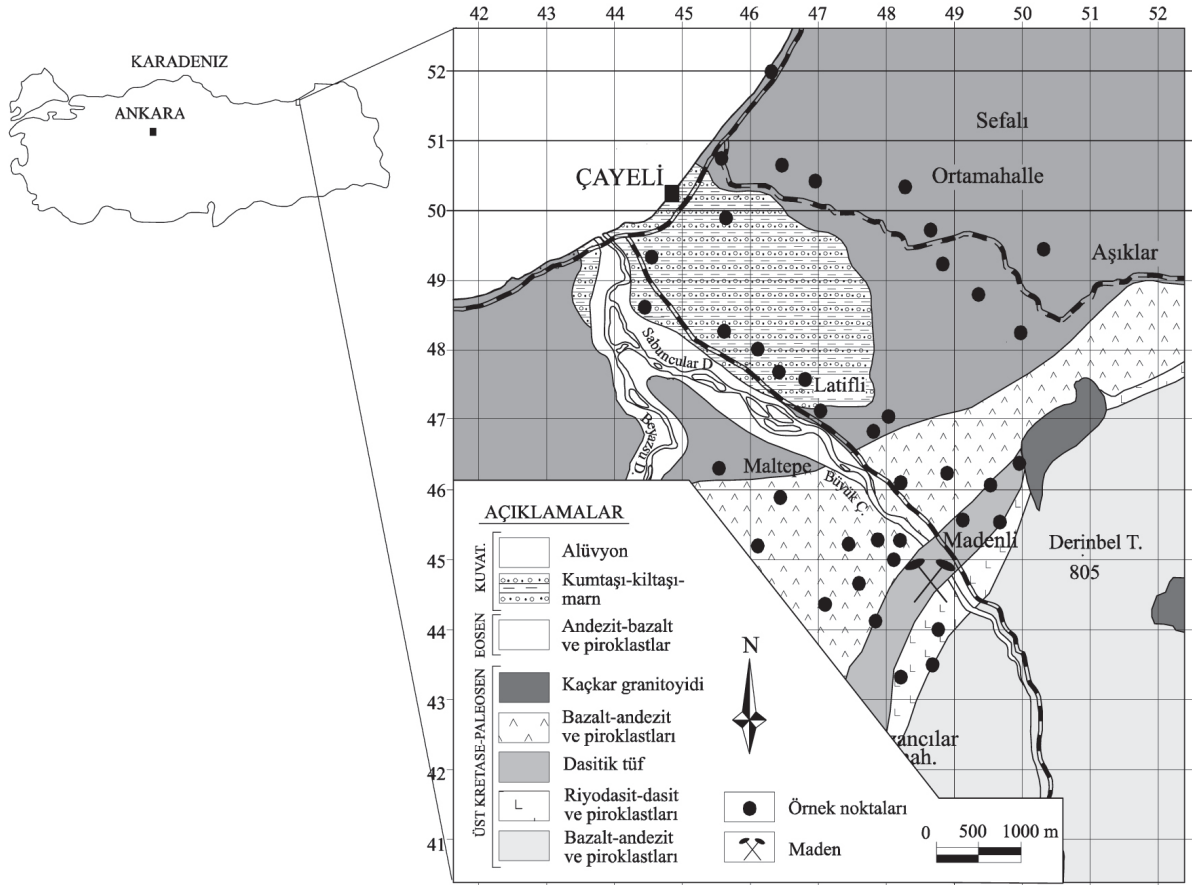 42 43 44 45 46 47 48 49 50 51 52
KARADENIZ
ANKARA
52
51
50
49
48
47
46
45
44
43
42
41
Sefalı
Ortamahalle
ÇAYELİ
Aşıklar
Sabuncular D
Latifli
Beyazsu D.
Maltepe
Büyük Ç.
Madenli
Derinbel T.
805
zancılar
ah.
AÇIKLAMALAR
KUVAT.
Alüvyon
Kumtaşı-kiltaşı-
marn
EOSEN
Andezit-bazalt
ve piroklastlar
ÜST KRETASE-PALEOSEN
Kaçkar granitoyidi
Bazalt-andezit
ve piroklastları
Dasitik tüf
Riyodasit-dasit
ve piroklastları
Bazalt-andezit
ve piroklastları
N
Örnek noktaları
Maden
0 500 1000 m